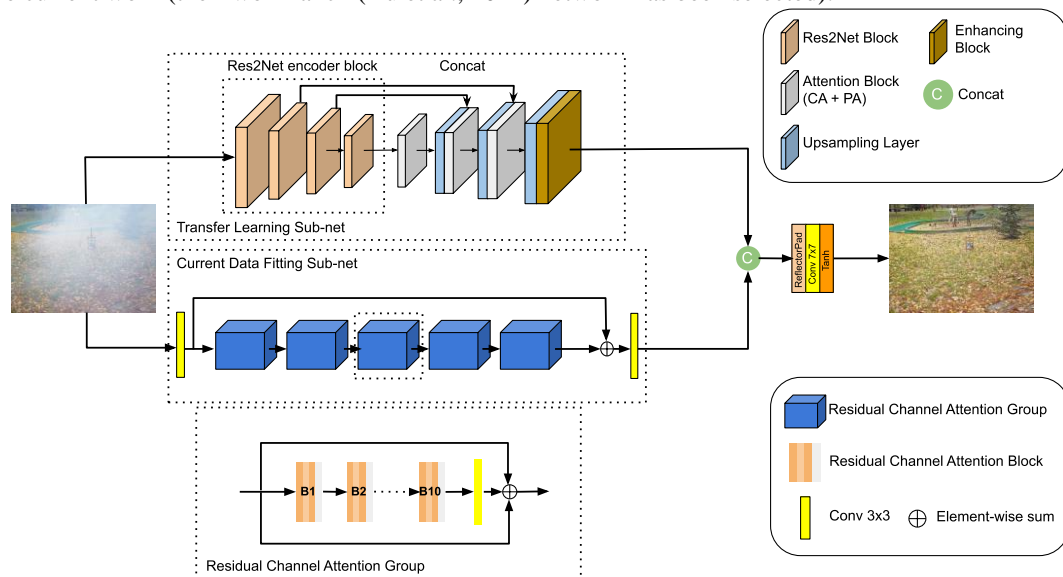 Res2Net encoder block
Concat
Transfer Learning Sub-net
Current Data Fitting Sub-net
C
ReflectorPad
Conv 7x7
Tanh
B1
B2
B10
Residual Channel Attention Group
Res2Net Block
Enhancing
Block
Attention Block
(CA + PA)
C
Concat
Upsampling Layer
Residual Channel Attention Group
Residual Channel Attention Block
Conv 3x3
Element-wise sum